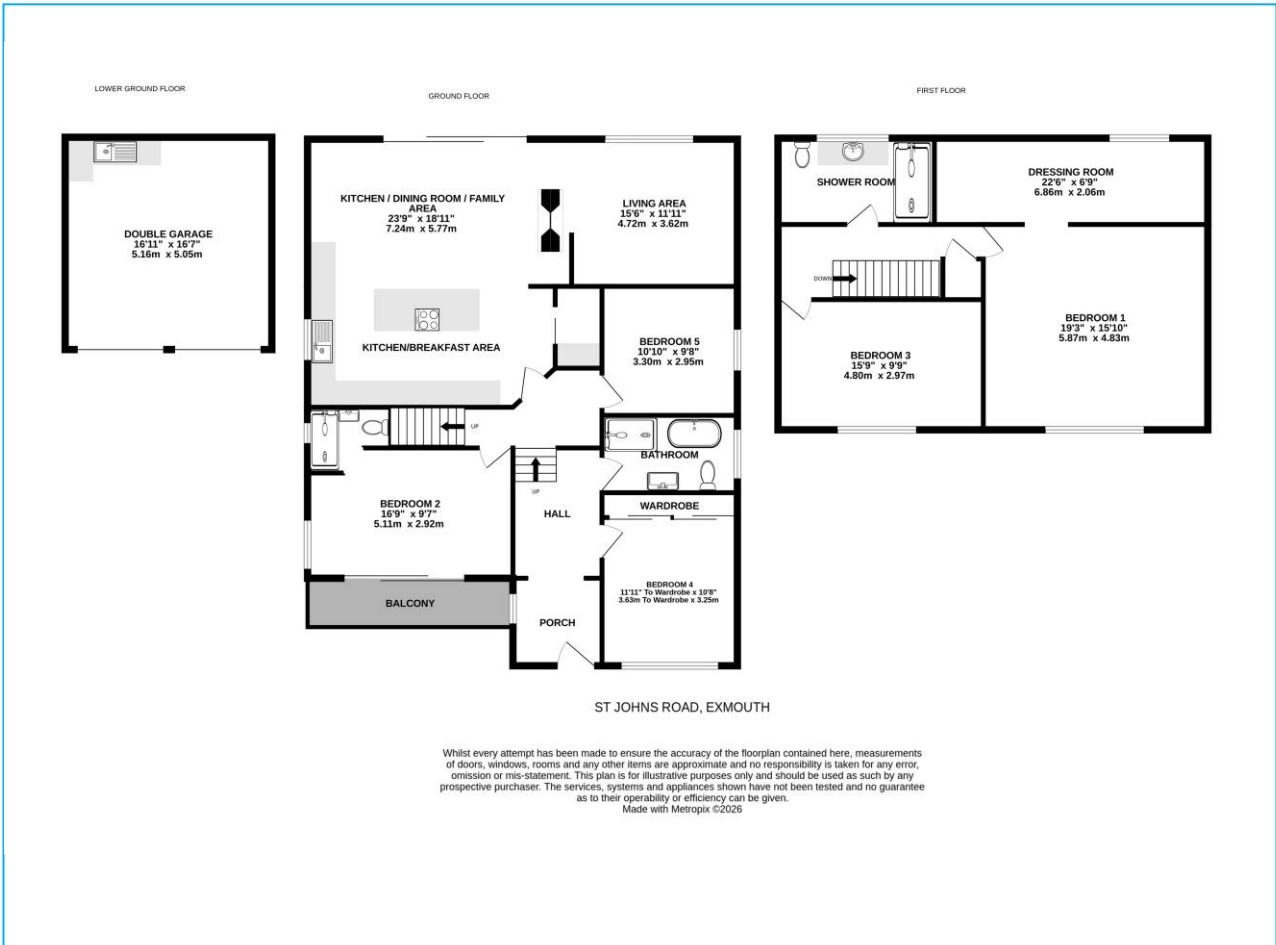 LOWER GROUND FLOOR
DOUBLE GARAGE
16'11" x 16'7"
5.16m x 5.05m
GROUND FLOOR
KITCHEN / DINING ROOM / FAMILY
AREA
23'9" x 18'11"
7.24m x 5.77m
LIVING AREA
15'6" x 11'11"
4.72m x 3.62m
KITCHEN/BREAKFAST AREA
BEDROOM 5
10'10" x 9'8"
3.30m x 2.95m
UP
BATHROOM
BEDROOM 2
16'9" x 9'7"
5.11m x 2.92m
UP
HALL
WARDROBE
BEDROOM 4
11'11" To Wardrobe x 10'8"
3.63m To Wardrobe x 3.25m
BALCONY
PORCH
FIRST FLOOR
SHOWER ROOM
DRESSING ROOM
22'6" x 6'9"
6.86m x 2.06m
DOWN
BEDROOM 1
19'3" x 15'10"
5.87m x 4.83m
BEDROOM 3
15'9" x 9'9"
4.80m x 2.97m
ST JOHNS ROAD, EXMOUTH
Whilst every attempt has been made to ensure the accuracy of the floorplan contained here, measurements
of doors, windows, rooms and any other items are approximate and no responsibility is taken for any error,
omission or mis-statement. This plan is for illustrative purposes only and should be used as such by any
prospective purchaser. The services, systems and appliances shown have not been tested and no guarantee
as to their operability or efficiency can be given.
Made with Metropix ©2026